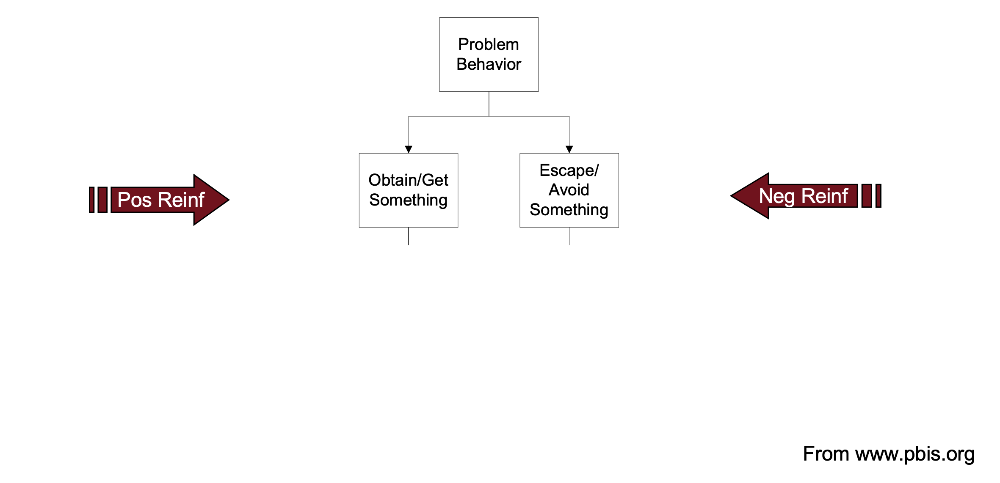 Problem
Behavior
Pos Reinf
Obtain/Get
Something
Escape/
Avoid
Something
Neg Reinf
From www.pbis.org